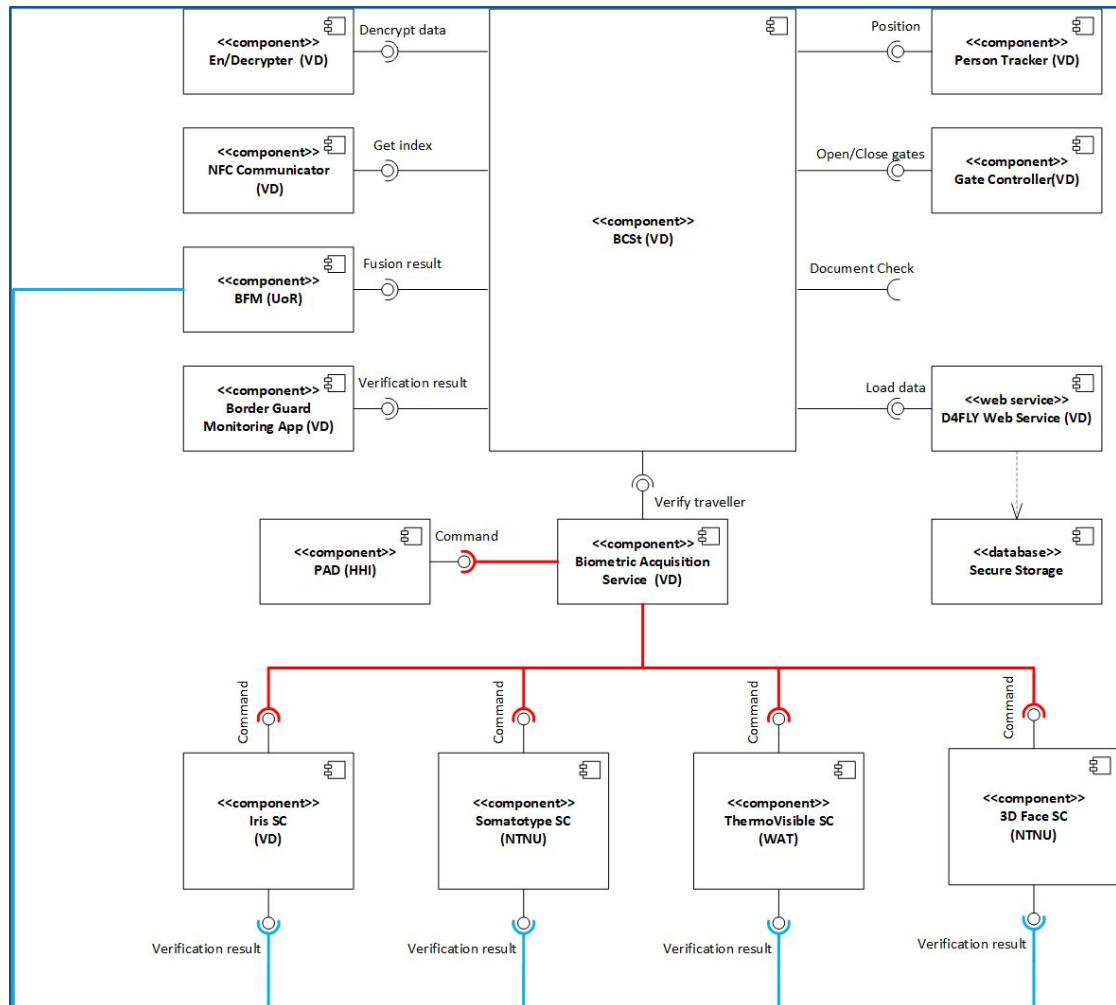 <<component>>
En/Decrypter (VD)
Dencrypt data
Position
<<component>>
Person Tracker (VD)
<<component>>
NFC Communicator
(VD)
Get index
<<component>>
BCSt (VD)
Open/Close gates
<<component>>
Gate Controller(VD)
<<component>>
BFM (UoR)
Fusion result
Document Check
<<component>>
Border Guard
Monitoring App (VD)
Verification result
Load data
<<web service>>
D4FLY Web Service (VD)
Verify traveller
<<component>>
PAD (HHI)
Command
<<component>>
Biometric Acquisition
Service (VD)
<<database>>
Secure Storage
Command
Command
Command
Command
<<component>>
Iris SC
(VD)
<<component>>
Somatotype SC
(NTNU)
<<component>>
ThermoVisible SC
(WAT)
<<component>>
3D Face SC
(NTNU)
Verification result
Verification result
Verification result
Verification result